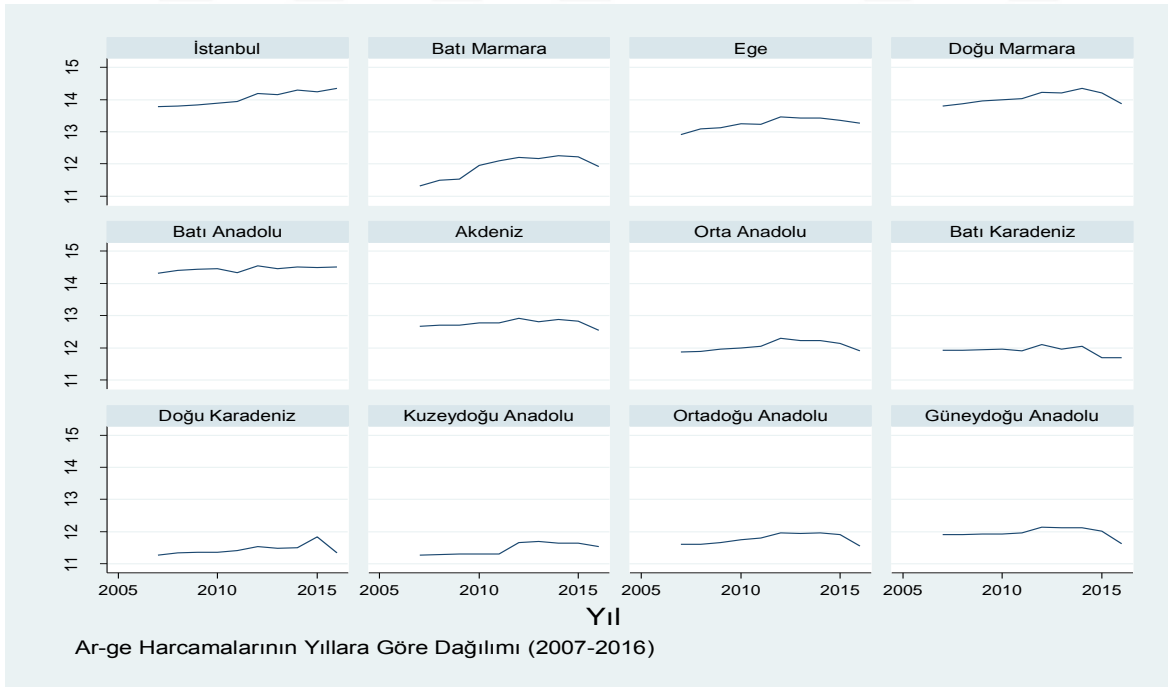 İstanbul
Batı Marmara
Ege
Doğu Marmara
15
14
13
12
11
Batı Anadolu
Akdeniz
Orta Anadolu
Batı Karadeniz
15
14
13
12
11
Doğu Karadeniz
Kuzeydoğu Anadolu
Ortadoğu Anadolu
Güneydoğu Anadolu
15
14
13
12
11
2005 2010 2015 2005 2010 2015 2005 2010 2015 2005 2010 2015
Yıl
Ar-ge Harcamalarının Yıllara Göre Dağılımı (2007-2016)